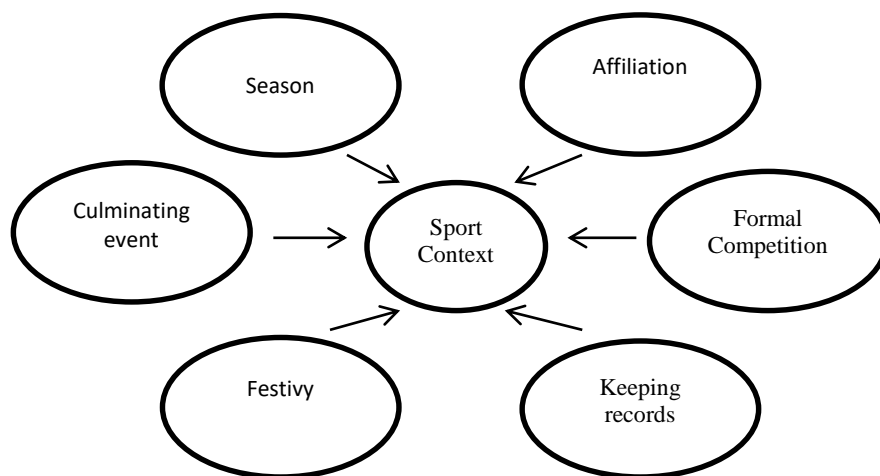 Season
Affiliation
Culminating
event
Sport
Context
Formal
Competition
Festivy
Keeping
records